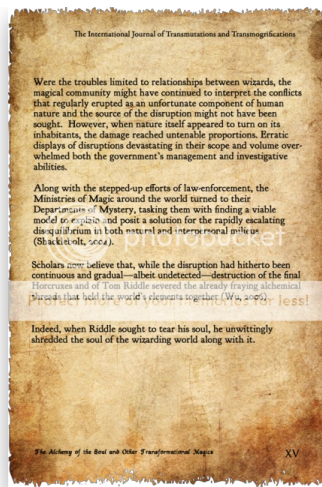 The International Journal of Transmutations and Transmogrifications
Were the troubles limited to relationships between wizards, the
magical community might have continued to interpret the conflicts
that regularly erupted as an unfortunate component of human
nature and the source of the disruption might not have been
sought. However, when nature itself appeared to turn on its
inhabitants, the damage reached untenable proportions. Erratic
displays of disruptions devastating in their scope and volume over-
whelmed both the government's management and investigative
abilities.
Along with the stepped-up efforts of law-enforcement, the
Ministries of Magic around the world turned to their
Departments of Mystery, tasking them with finding a viable
model to explain and posit a solution for the rapidly escalating
disequilibrium in both natural and interpersonal milieus
(Shacklebolt, 2004).
photobucket
Scholars now believe that, while the disruption had hitherto been
continuous and gradual—albeit undetected—destruction of the final
Horcruxes and of Tom Riddle severed the already fraying alchemical
threads that held the world's elements together (Wu, 2006).
for less!
Indeed, when Riddle sought to tear his soul, he unwittingly
shredded the soul of the wizarding world along with it.
The Alchemy of the Soul and Other Transformational Magics
XV